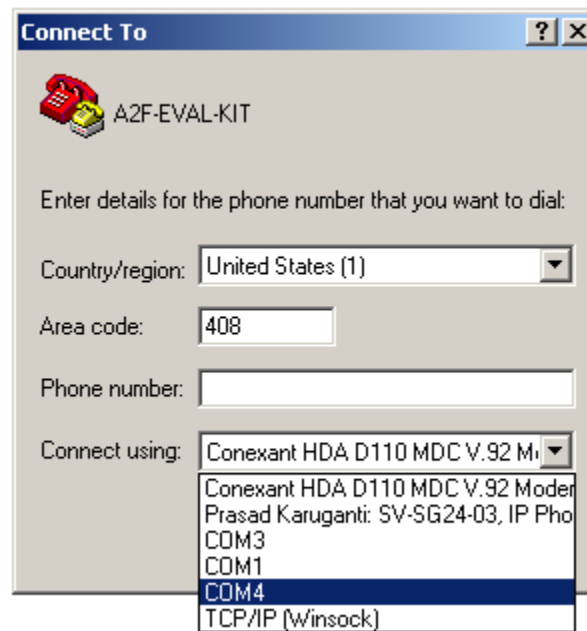 Connect To
A2F-EVAL-KIT
Enter details for the phone number that you want to dial:
Country/region: United States (1)
Area code: 408
Phone number:
Connect using: Conexant HDA D110 MDC V.92 M
Conexant HDA D110 MDC V.92 Moder
Prasad Karuganti: SV-SG24-03, IP Pho
COM3
COM1
COM4
TCP/IP (Winsock)